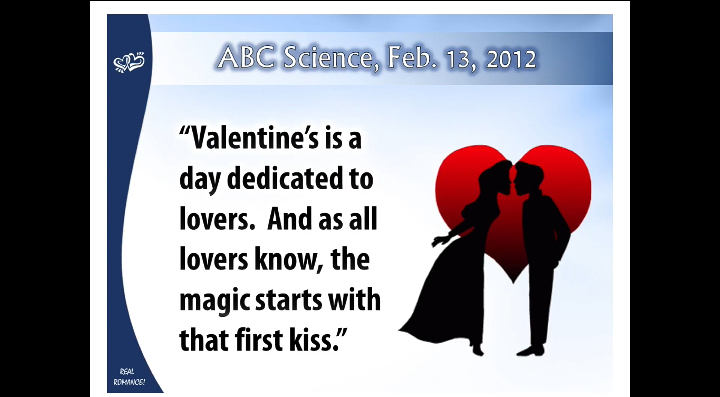 ABC Science, Feb. 13, 2012
“Valentine’s is a
day dedicated to
lovers.  And as all
lovers know, the
magic starts with
that first kiss.”
REAL
ROMANCE!